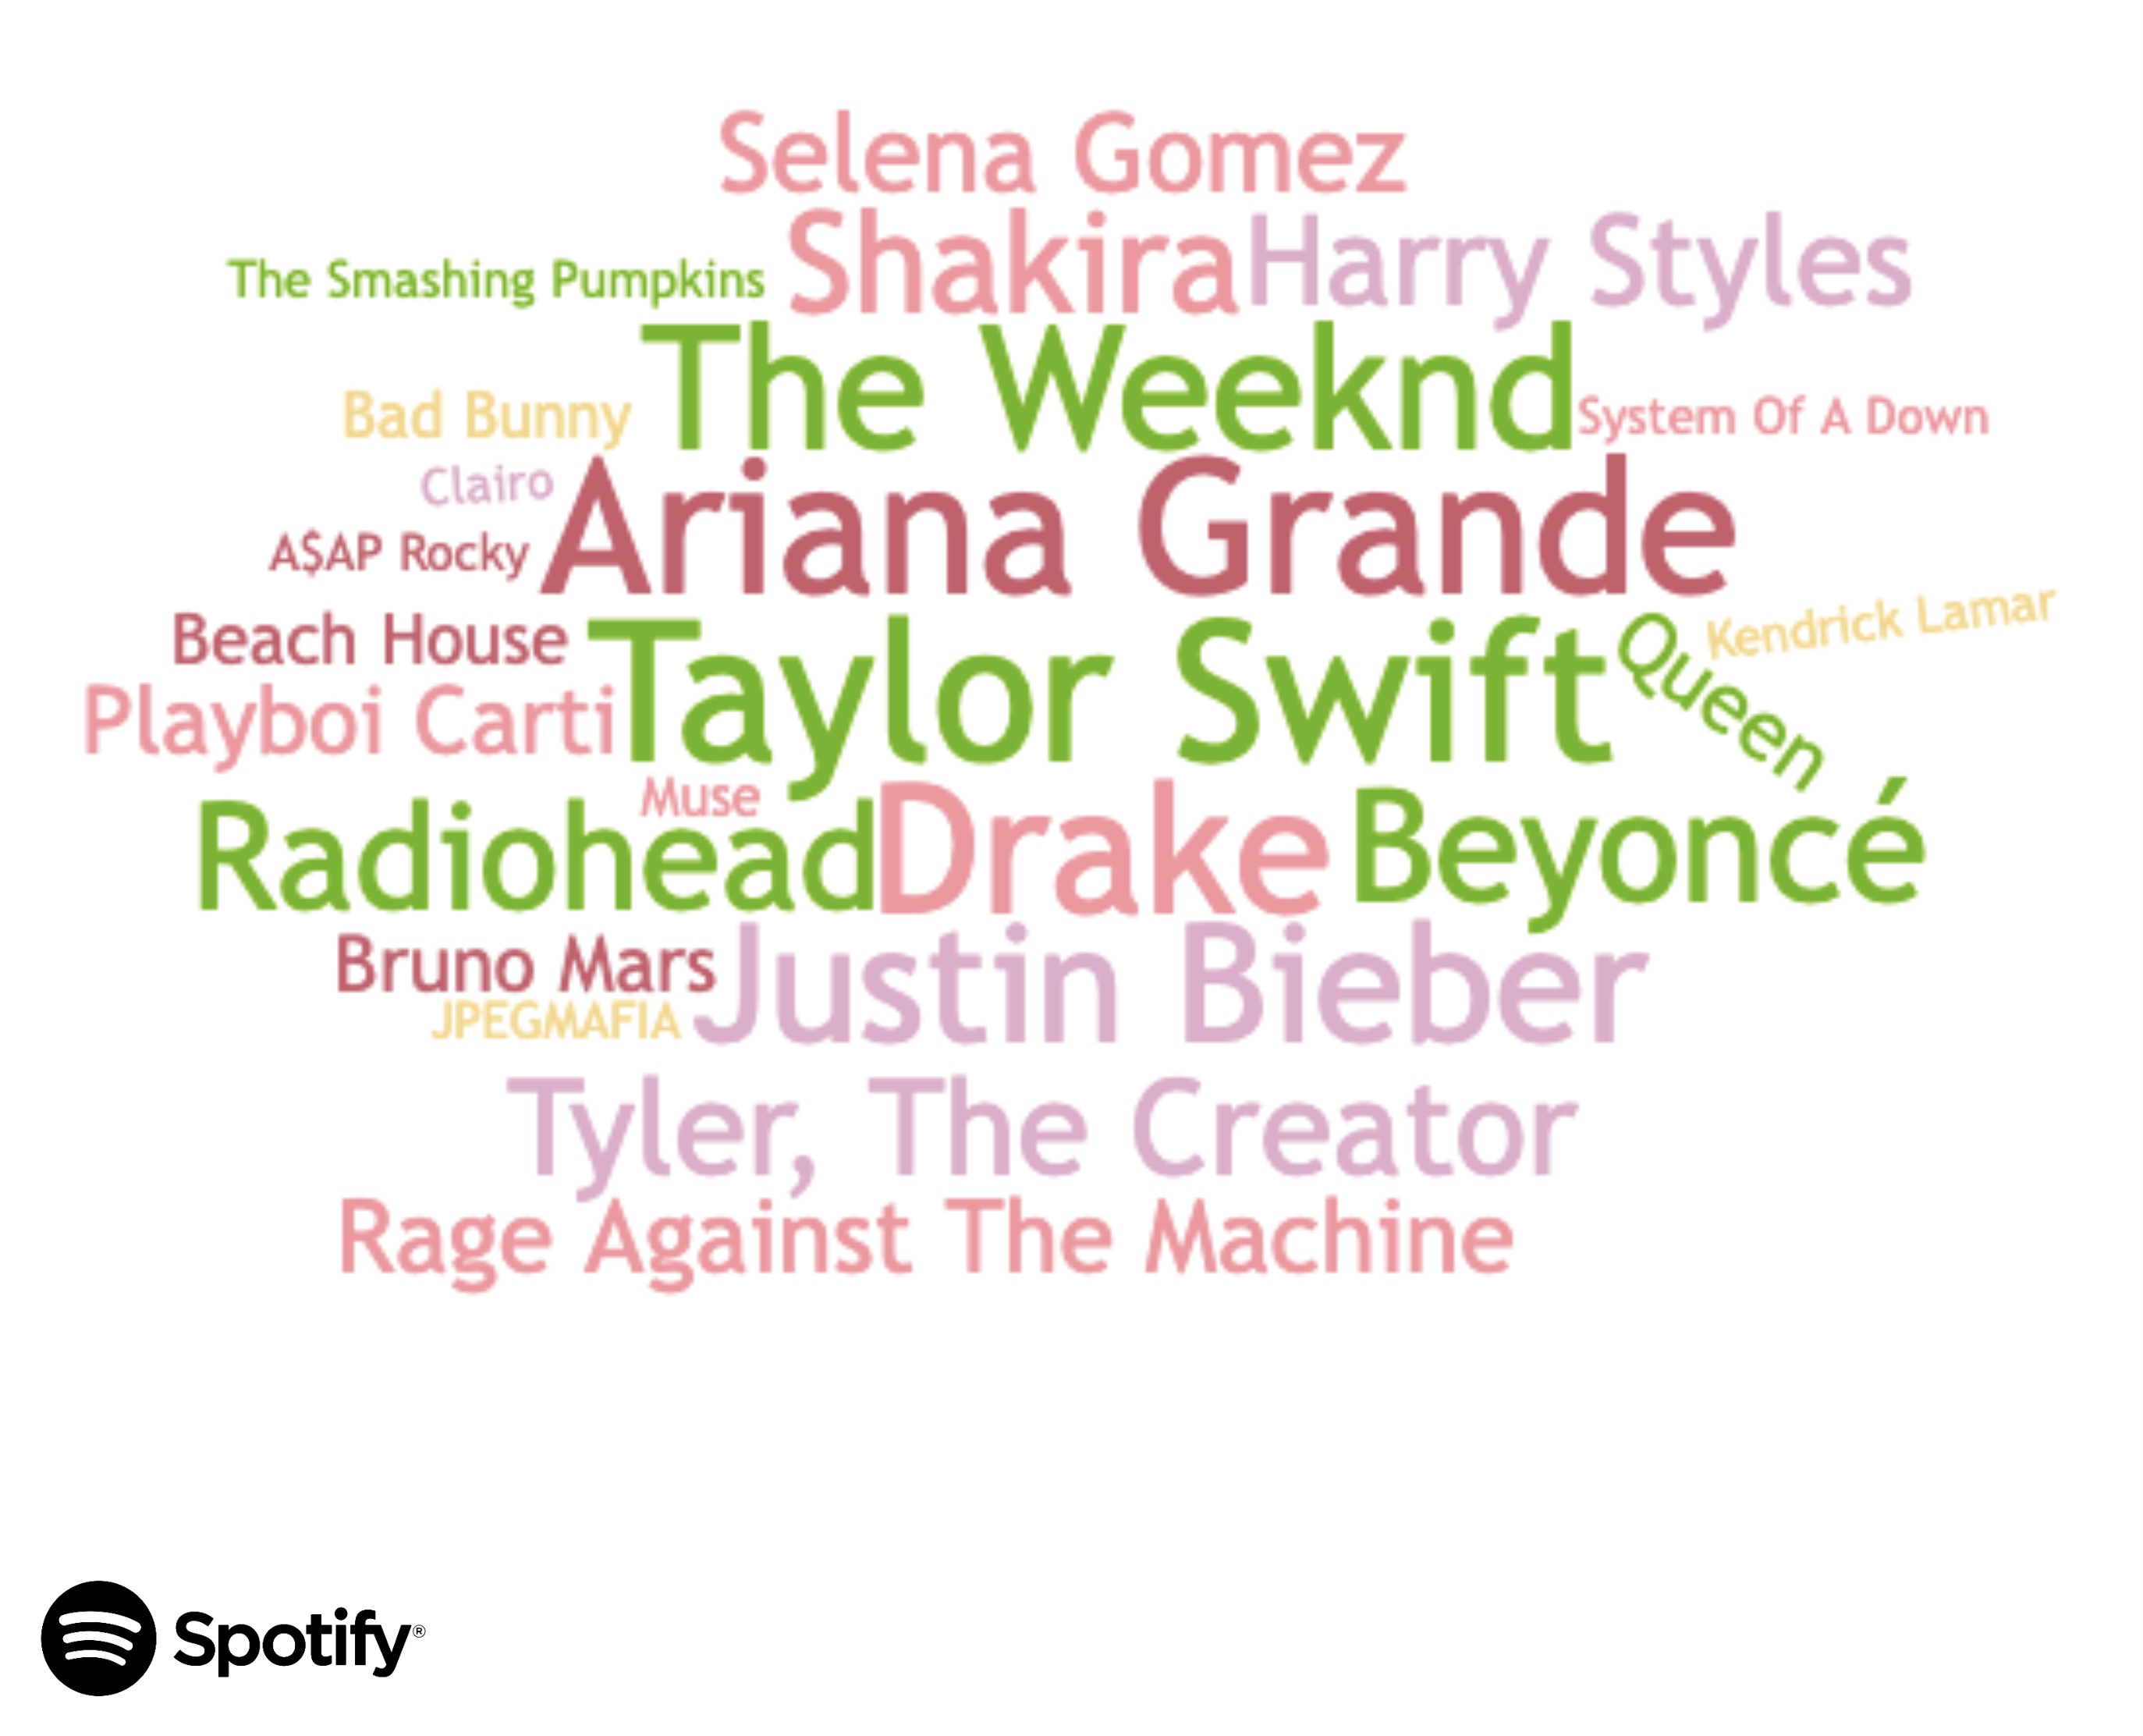 Selena Gomez
Shakira
Harry Styles
The Smashing Pumpkins
The Weeknd
Bad Bunny
System Of A Down
Clairo
Ariana Grande
A$AP Rocky
Beach House
Taylor Swift
Queen
Kendrick Lamar
Playboi Carti
Muse
Radiohead
Drake
Beyoncé
Bruno Mars
Justin Bieber
JPEGMAFIA
Tyler, The Creator
Rage Against The Machine
Spotify®